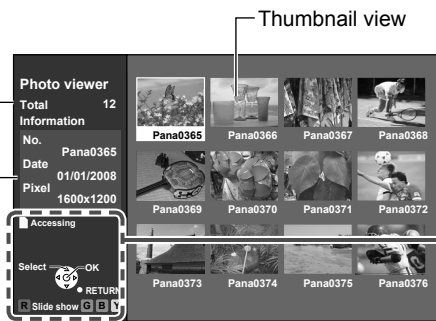 Thumbnail view
Photo viewer
Total 12
Information
No.
Pana0365
Date
01/01/2008
Pixel
1600x1200
Accessing
Select OK
RETURN
R Slide show G B Y
Pana0365 Pana0366 Pana0367 Pana0368
Pana0369 Pana0370 Pana0371 Pana0372
Pana0373 Pana0374 Pana0375 Pana0376